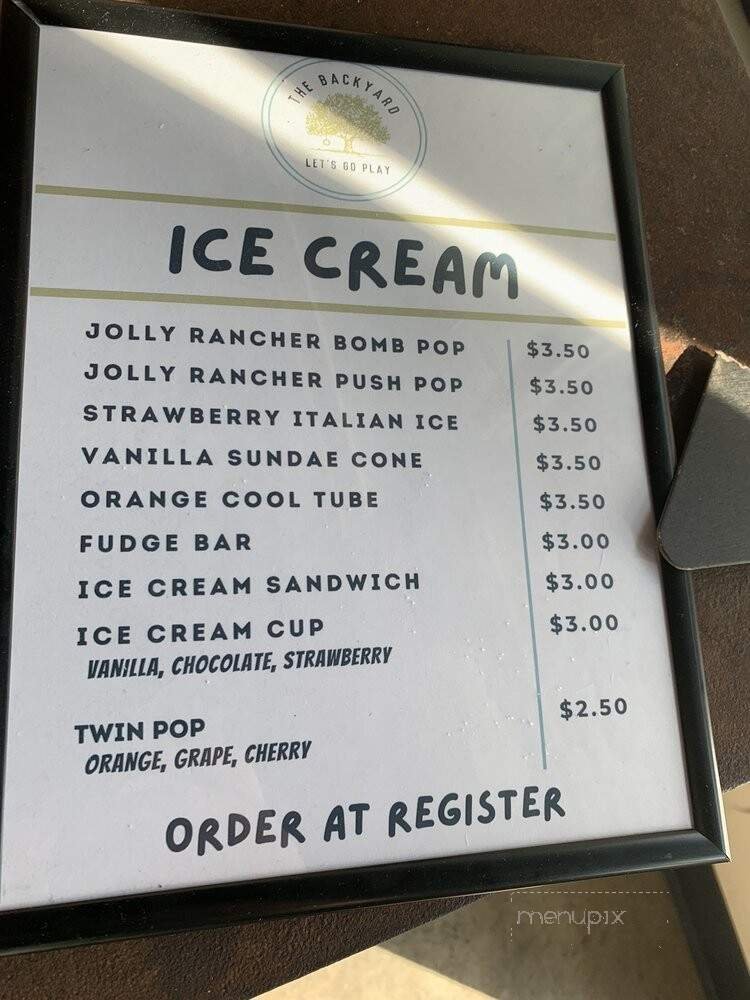 THE BACKYARD
LET'S GO PLAY
ICE CREAM
JOLLY RANCHER BOMB POP $3.50
JOLLY RANCHER PUSH POP $3.50
STRAWBERRY ITALIAN ICE $3.50
VANILLA SUNDAE CONE $3.50
ORANGE COOL TUBE $3.50
FUDGE BAR $3.00
ICE CREAM SANDWICH $3.00
ICE CREAM CUP $3.00
VANILLA, CHOCOLATE, STRAWBERRY
TWIN POP $2.50
ORANGE, GRAPE, CHERRY
ORDER AT REGISTER
menupix